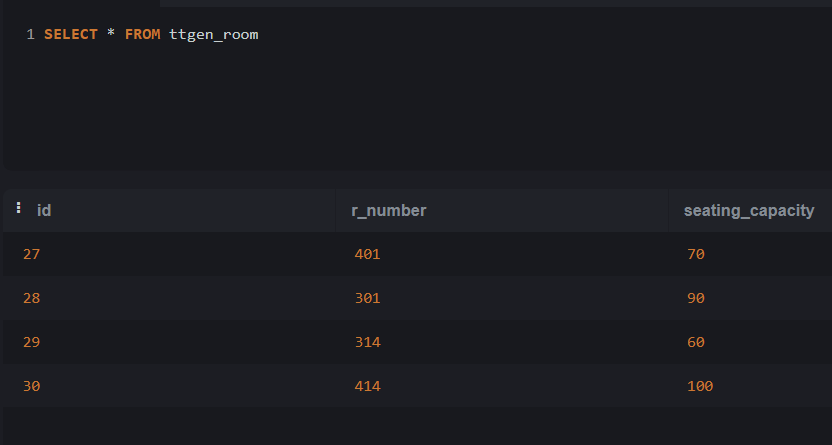 1 SELECT * FROM ttgen_room
id r_number seating_capacity
27 401 70
28 301 90
29 314 60
30 414 100